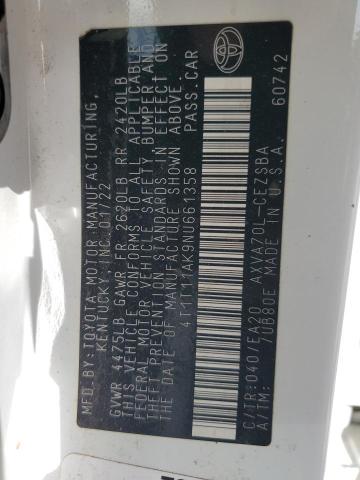 MFD. BY:TOYOTA MOTOR MANUFACTURING,
KENTUCKY, INC. 01/22
GVWR 4475LB GAWR FR 2620LB RR 2420LB
THIS VEHICLE CONFORMS TO ALL APPLICABLE
FEDERAL MOTOR VEHICLE SAFETY, BUMPER AND
THEFT PREVENTION STANDARDS IN EFFECT ON
THE DATE OF MANUFACTURE SHOWN ABOVE.
4T1T11AK9NU661358 PASS.CAR
C/TR:040/EA20 AXVA70L-CEZSBA
A/TM: /UB80E MADE IN U.S.A. 60742